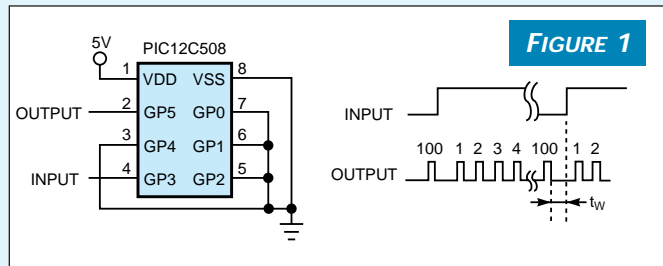 FIGURE 1
5V
PIC12C508
1 VDD VSS 8
OUTPUT 2 GP5 GP0 7
3 GP4 GP1 6
INPUT 4 GP3 GP2 5
INPUT
100 1 2 3 4 100 1 2
OUTPUT
tW